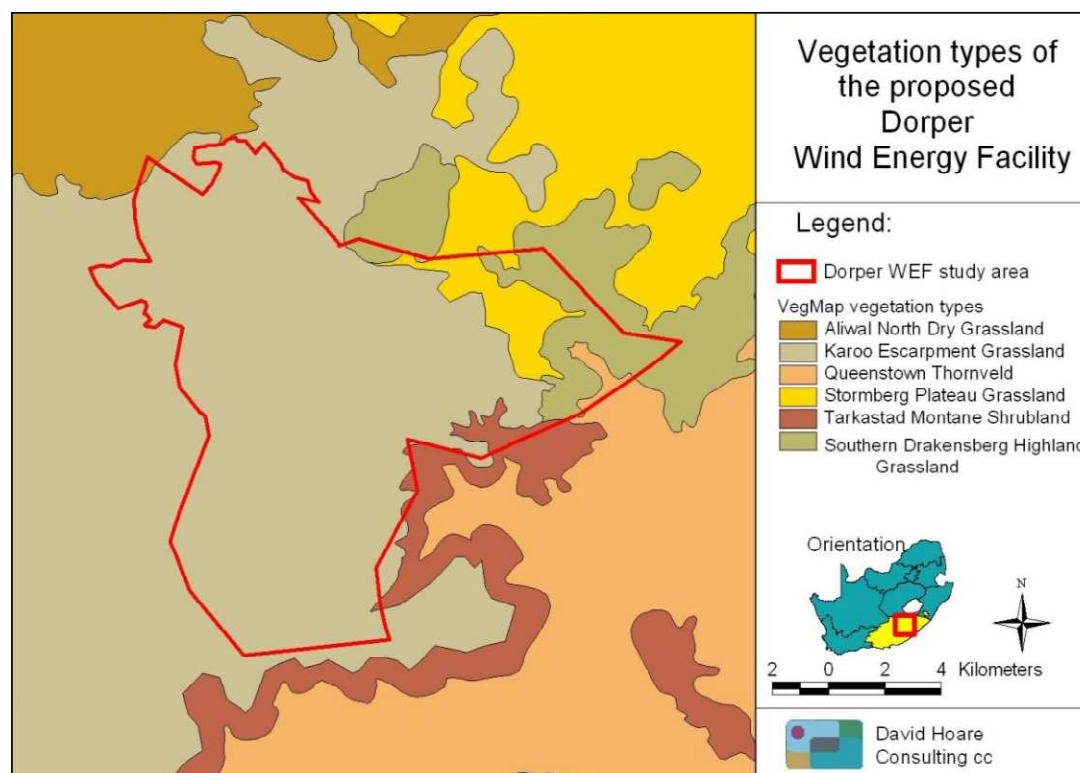 Vegetation types of
the proposed
Dorper
Wind Energy Facility
Legend:
Dorper WEF study area
VegMap vegetation types
Aliwal North Dry Grassland
Karoo Escarpment Grassland
Queenstown Thornveld
Stormberg Plateau Grassland
Tarkastad Montane Shrubland
Southern Drakensberg Highland
Grassland
Orientation
N
2 0 2 4 Kilometers
David Hoare
Consulting cc